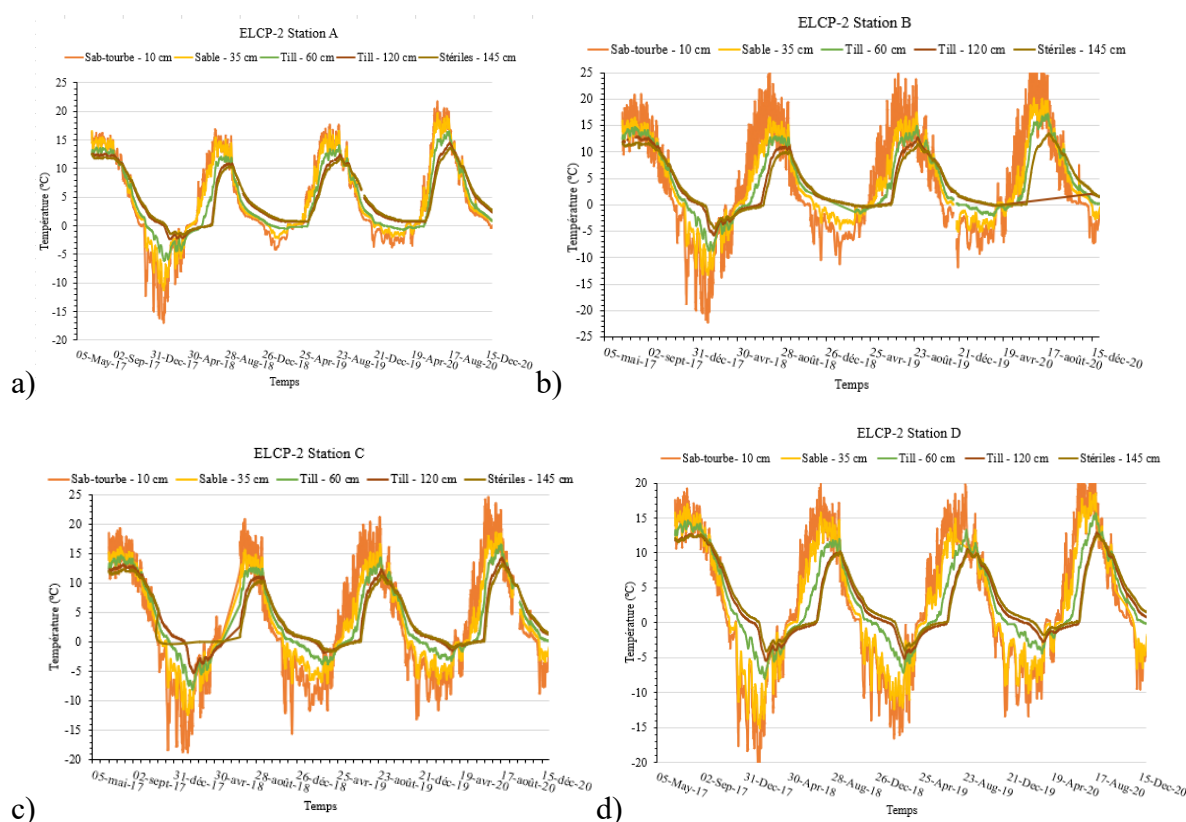 ELCP-2 Station A
Sab-tourbe - 10 cm Sable - 35 cm Till - 60 cm Till - 120 cm Stériles - 145 cm
Température (°C)
25
20
15
10
5
0
-5
-10
-15
-20
05-May-17 02-Sep-17 31-Dec-17 30-Apr-18 28-Aug-18 26-Dec-18 25-Apr-19 23-Aug-19 21-Dec-19 19-Apr-20 17-Aug-20 15-Dec-20
Temps
a)
ELCP-2 Station B
Sab-tourbe - 10 cm Sable - 35 cm Till - 60 cm Till - 120 cm Stériles - 145 cm
Température (°C)
25
20
15
10
5
0
-5
-10
-15
-20
-25
05-mai-17 02-sept-17 31-déc-17 30-avr-18 28-août-18 26-déc-18 25-avr-19 23-août-19 21-déc-19 19-avr-20 17-août-20 15-déc-20
Temps
b)
ELCP-2 Station C
Sab-tourbe - 10 cm Sable - 35 cm Till - 60 cm Till - 120 cm Stériles - 145 cm
Température (°C)
25
20
15
10
5
0
-5
-10
-15
-20
05-mai-17 02-sept-17 31-déc-17 30-avr-18 28-août-18 26-déc-18 25-avr-19 23-août-19 21-déc-19 19-avr-20 17-août-20 15-déc-20
Temps
c)
ELCP-2 Station D
Sab-tourbe- 10 cm Sable - 35 cm Till - 60 cm Till - 120 cm Stériles - 145 cm
Température (°C)
20
15
10
5
0
-5
-10
-15
-20
05-May-17 02-Sep-17 31-Dec-17 30-Apr-18 28-Aug-18 26-Dec-18 25-Apr-19 23-Aug-19 21-Dec-19 19-Apr-20 17-Aug-20 15-Dec-20
Temps
d)